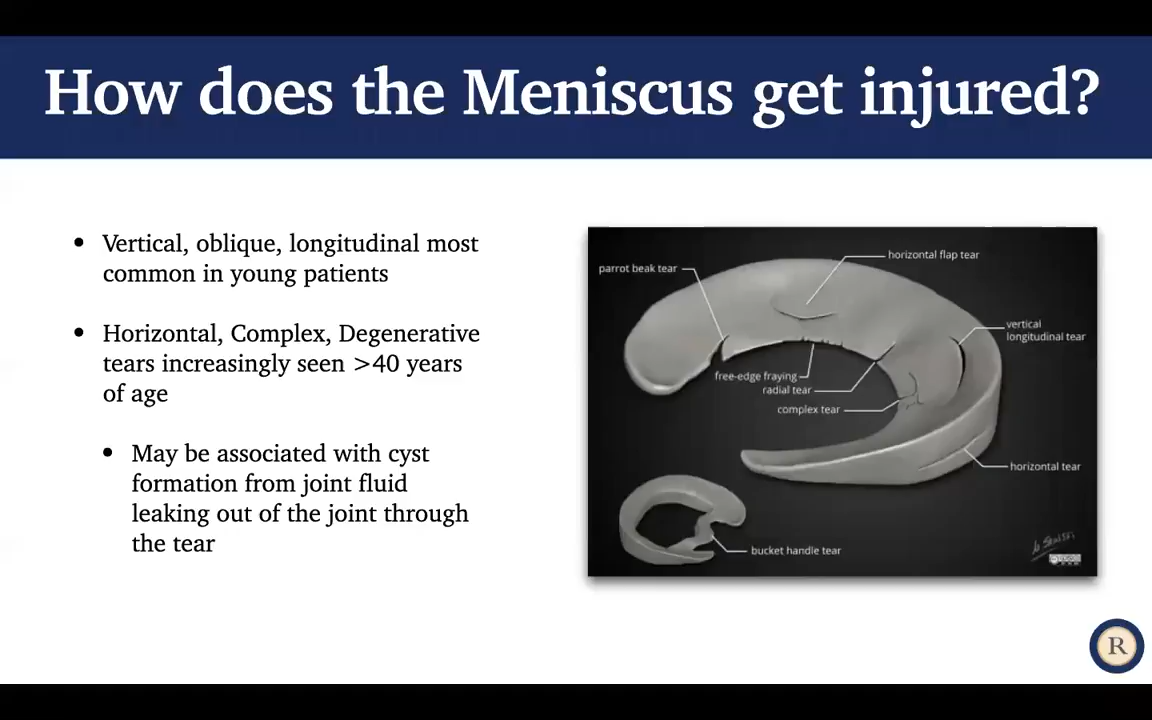 How does the Meniscus get injured?
• Vertical, oblique, longitudinal most
common in young patients
• Horizontal, Complex, Degenerative
tears increasingly seen >40 years
of age
• May be associated with cyst
formation from joint fluid
leaking out of the joint through
the tear
horizontal flap tear
parrot beak tear
vertical
longitudinal tear
free-edge fraying
radial tear
complex tear
horizontal tear
bucket handle tear
R